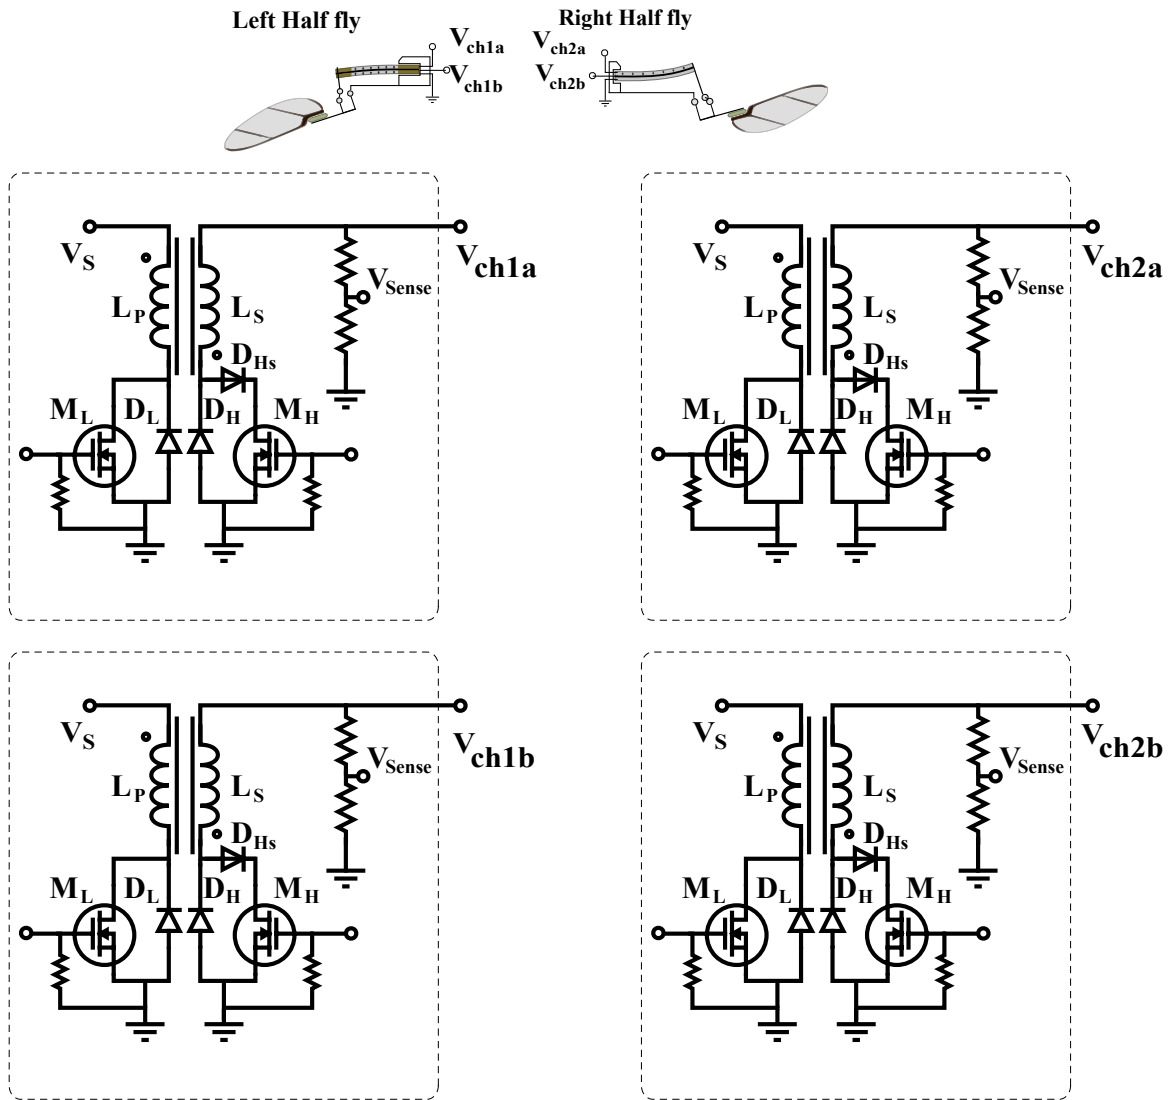 Left Half fly
Right Half fly
Vch1a
Vch1b
Vch2a
Vch2b
VS
Vch1a
VSense
LP
LS
DHs
ML
DL
DH
MH
VS
Vch2a
VSense
LP
LS
DHs
ML
DL
DH
MH
VS
Vch1b
VSense
LP
LS
DHs
ML
DL
DH
MH
VS
Vch2b
VSense
LP
LS
DHs
ML
DL
DH
MH